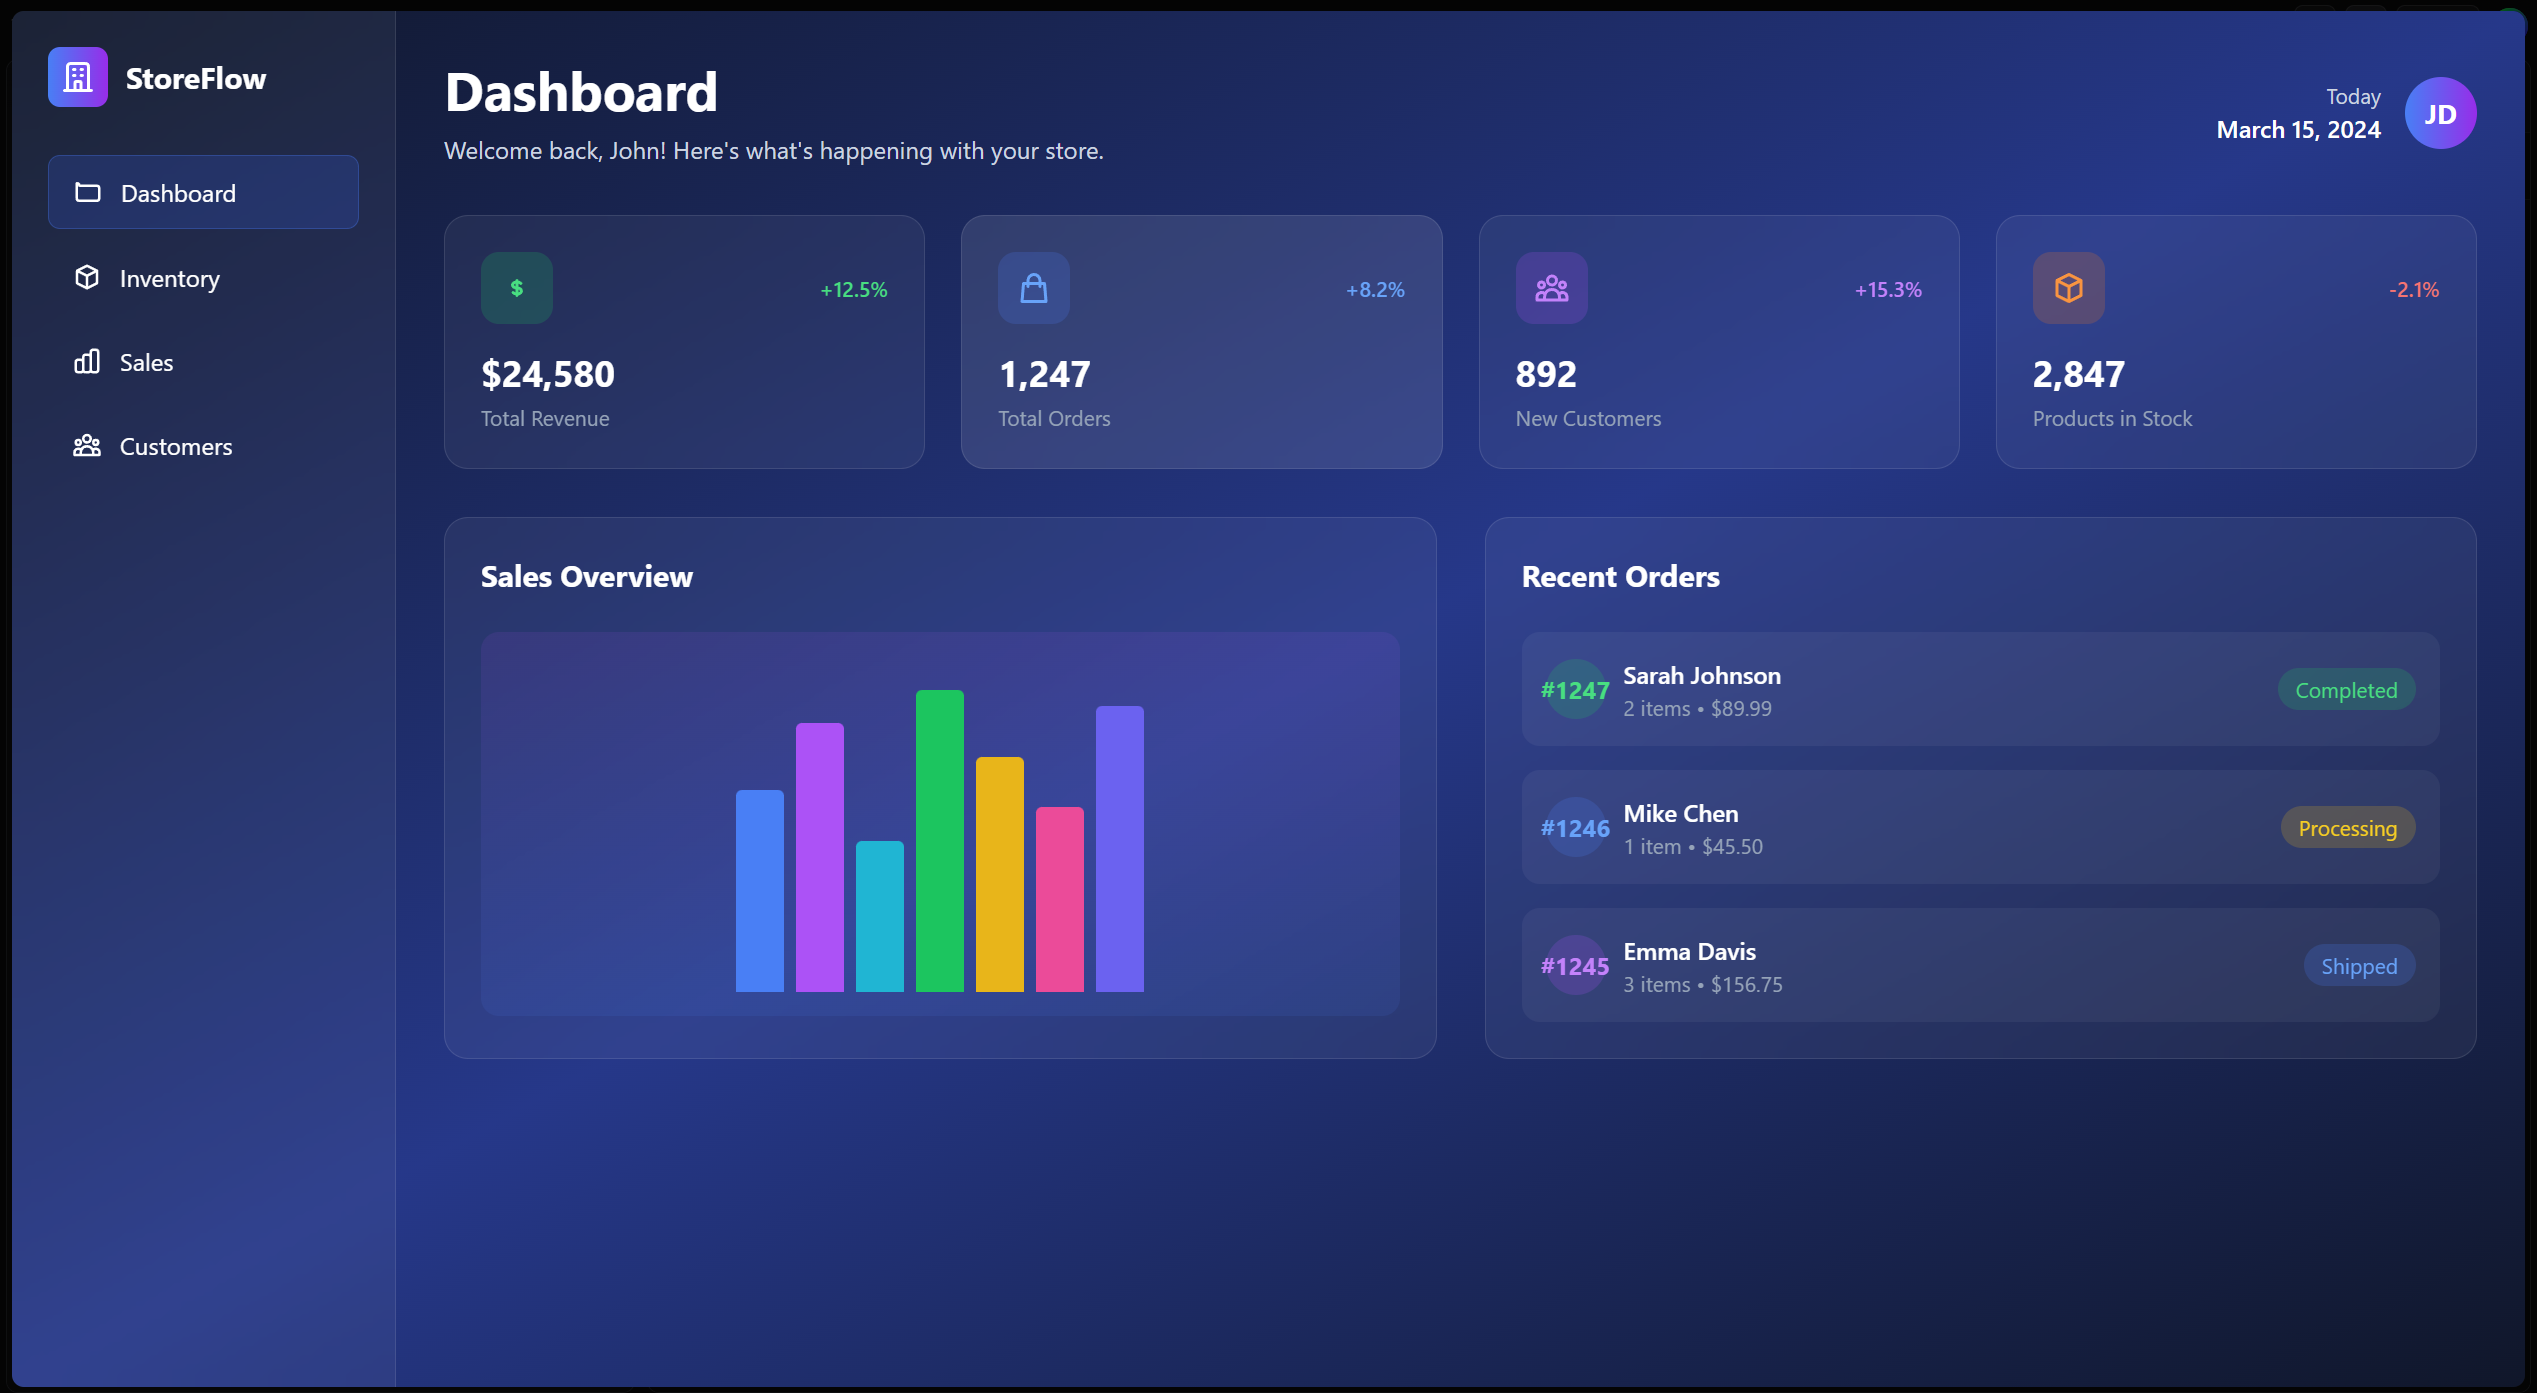 StoreFlow
Dashboard
Inventory
Sales
Customers
Dashboard
Welcome back, John! Here's what's happening with your store.
Today
March 15, 2024
JD
$
+12.5%
$24,580
Total Revenue
+8.2%
1,247
Total Orders
+15.3%
892
New Customers
-2.1%
2,847
Products in Stock
Sales Overview
Recent Orders
#1247
Sarah Johnson
2 items • $89.99
Completed
#1246
Mike Chen
1 item • $45.50
Processing
#1245
Emma Davis
3 items • $156.75
Shipped